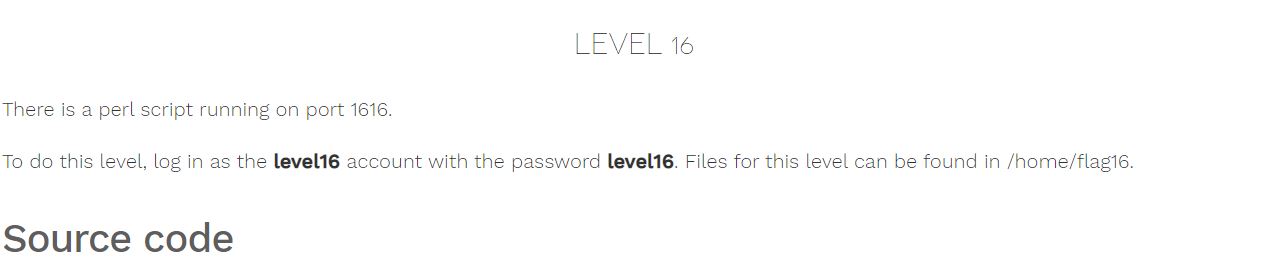 LEVEL 16
There is a perl script running on port 1616.
To do this level, log in as the level16 account with the password level16. Files for this level can be found in /home/flag16.
Source code